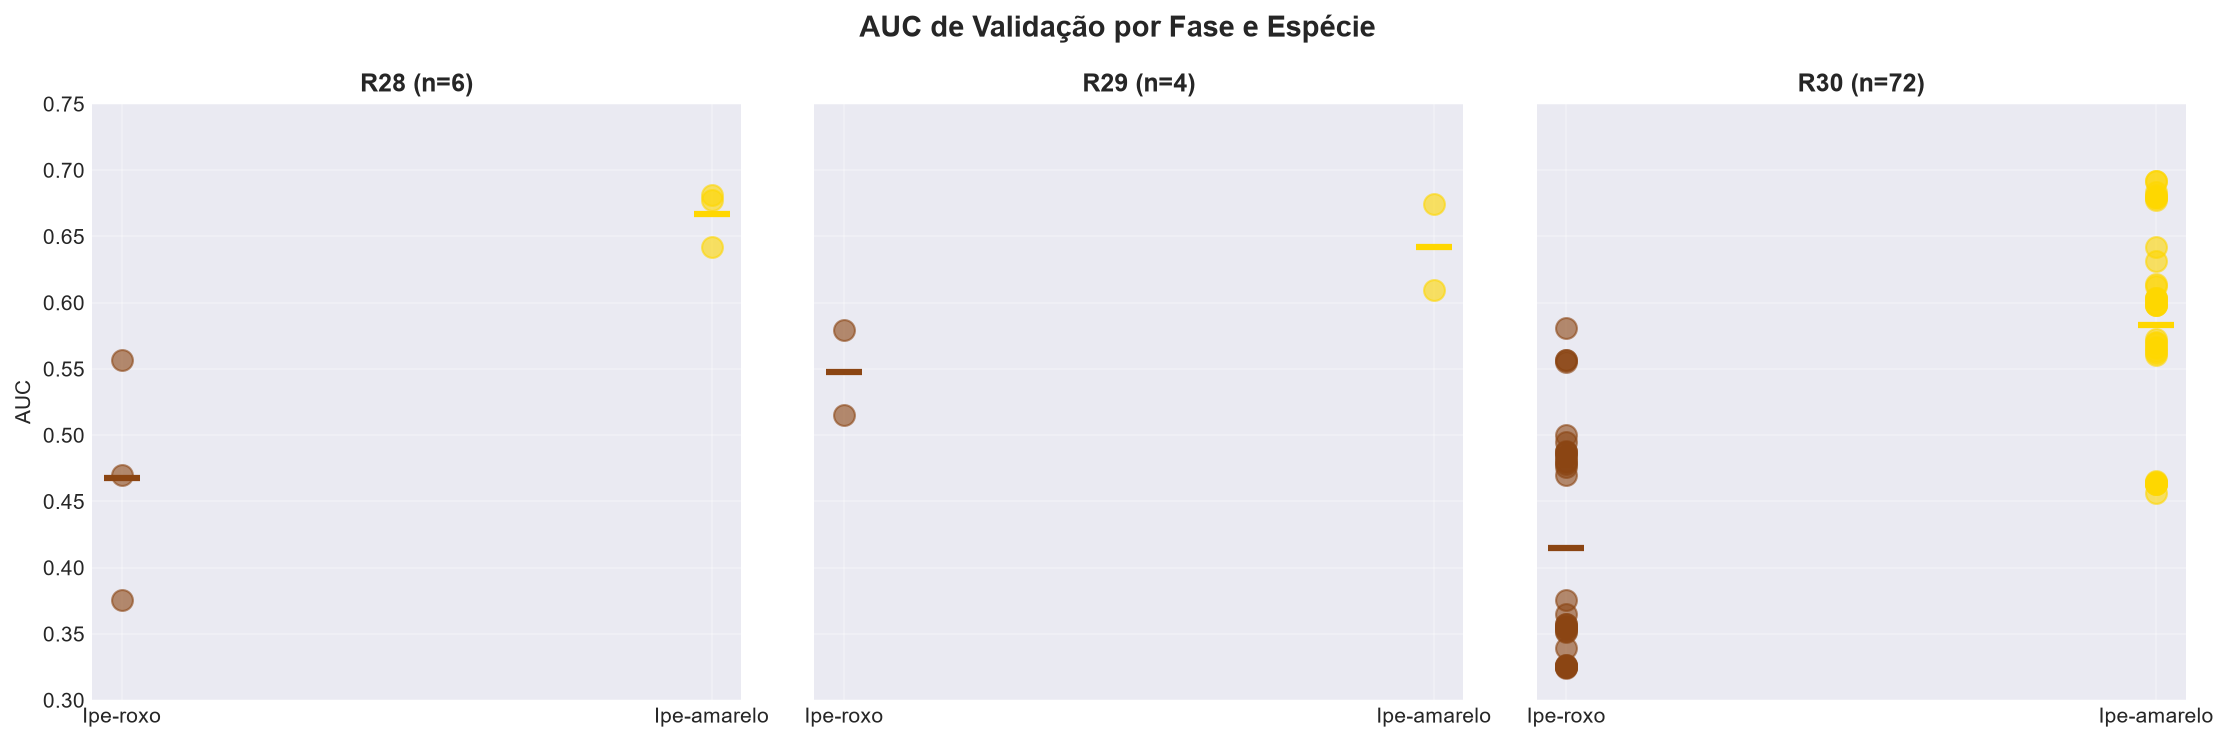 AUC de Validação por Fase e Espécie
R28 (n=6)
R29 (n=4)
R30 (n=72)
AUC
0.75
0.70
0.65
0.60
0.55
0.50
0.45
0.40
0.35
0.30
Ipe-roxo
Ipe-amarelo
Ipe-roxo
Ipe-amarelo
Ipe-roxo
Ipe-amarelo